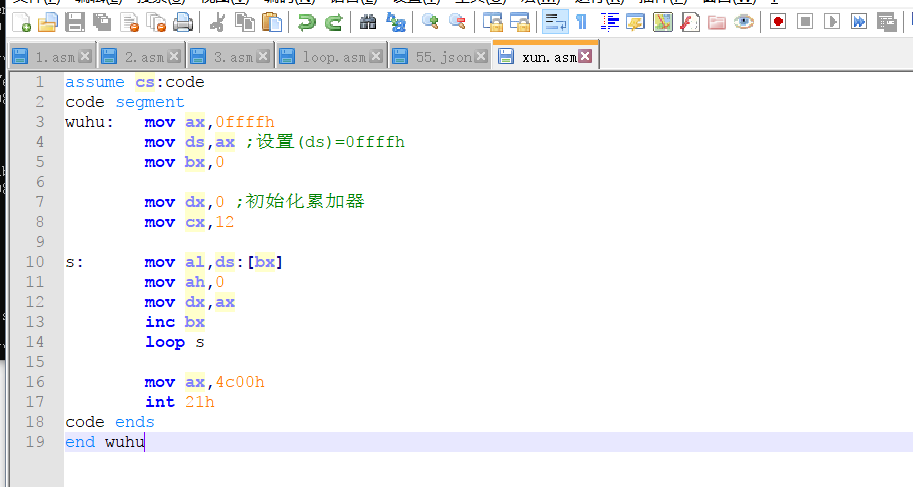 1.asm 2.asm 3.asm loop.asm 55.json xun.asm
1 assume cs:code
2 code segment
3 wuhu: mov ax,0ffffh
4 mov ds,ax ;设置(ds)=0ffffh
5 mov bx,0
6
7 mov dx,0 ;初始化累加器
8 mov cx,12
9
10 s: mov al,ds:[bx]
11 mov ah,0
12 mov dx,ax
13 inc bx
14 loop s
15
16 mov ax,4c00h
17 int 21h
18 code ends
19 end wuhu